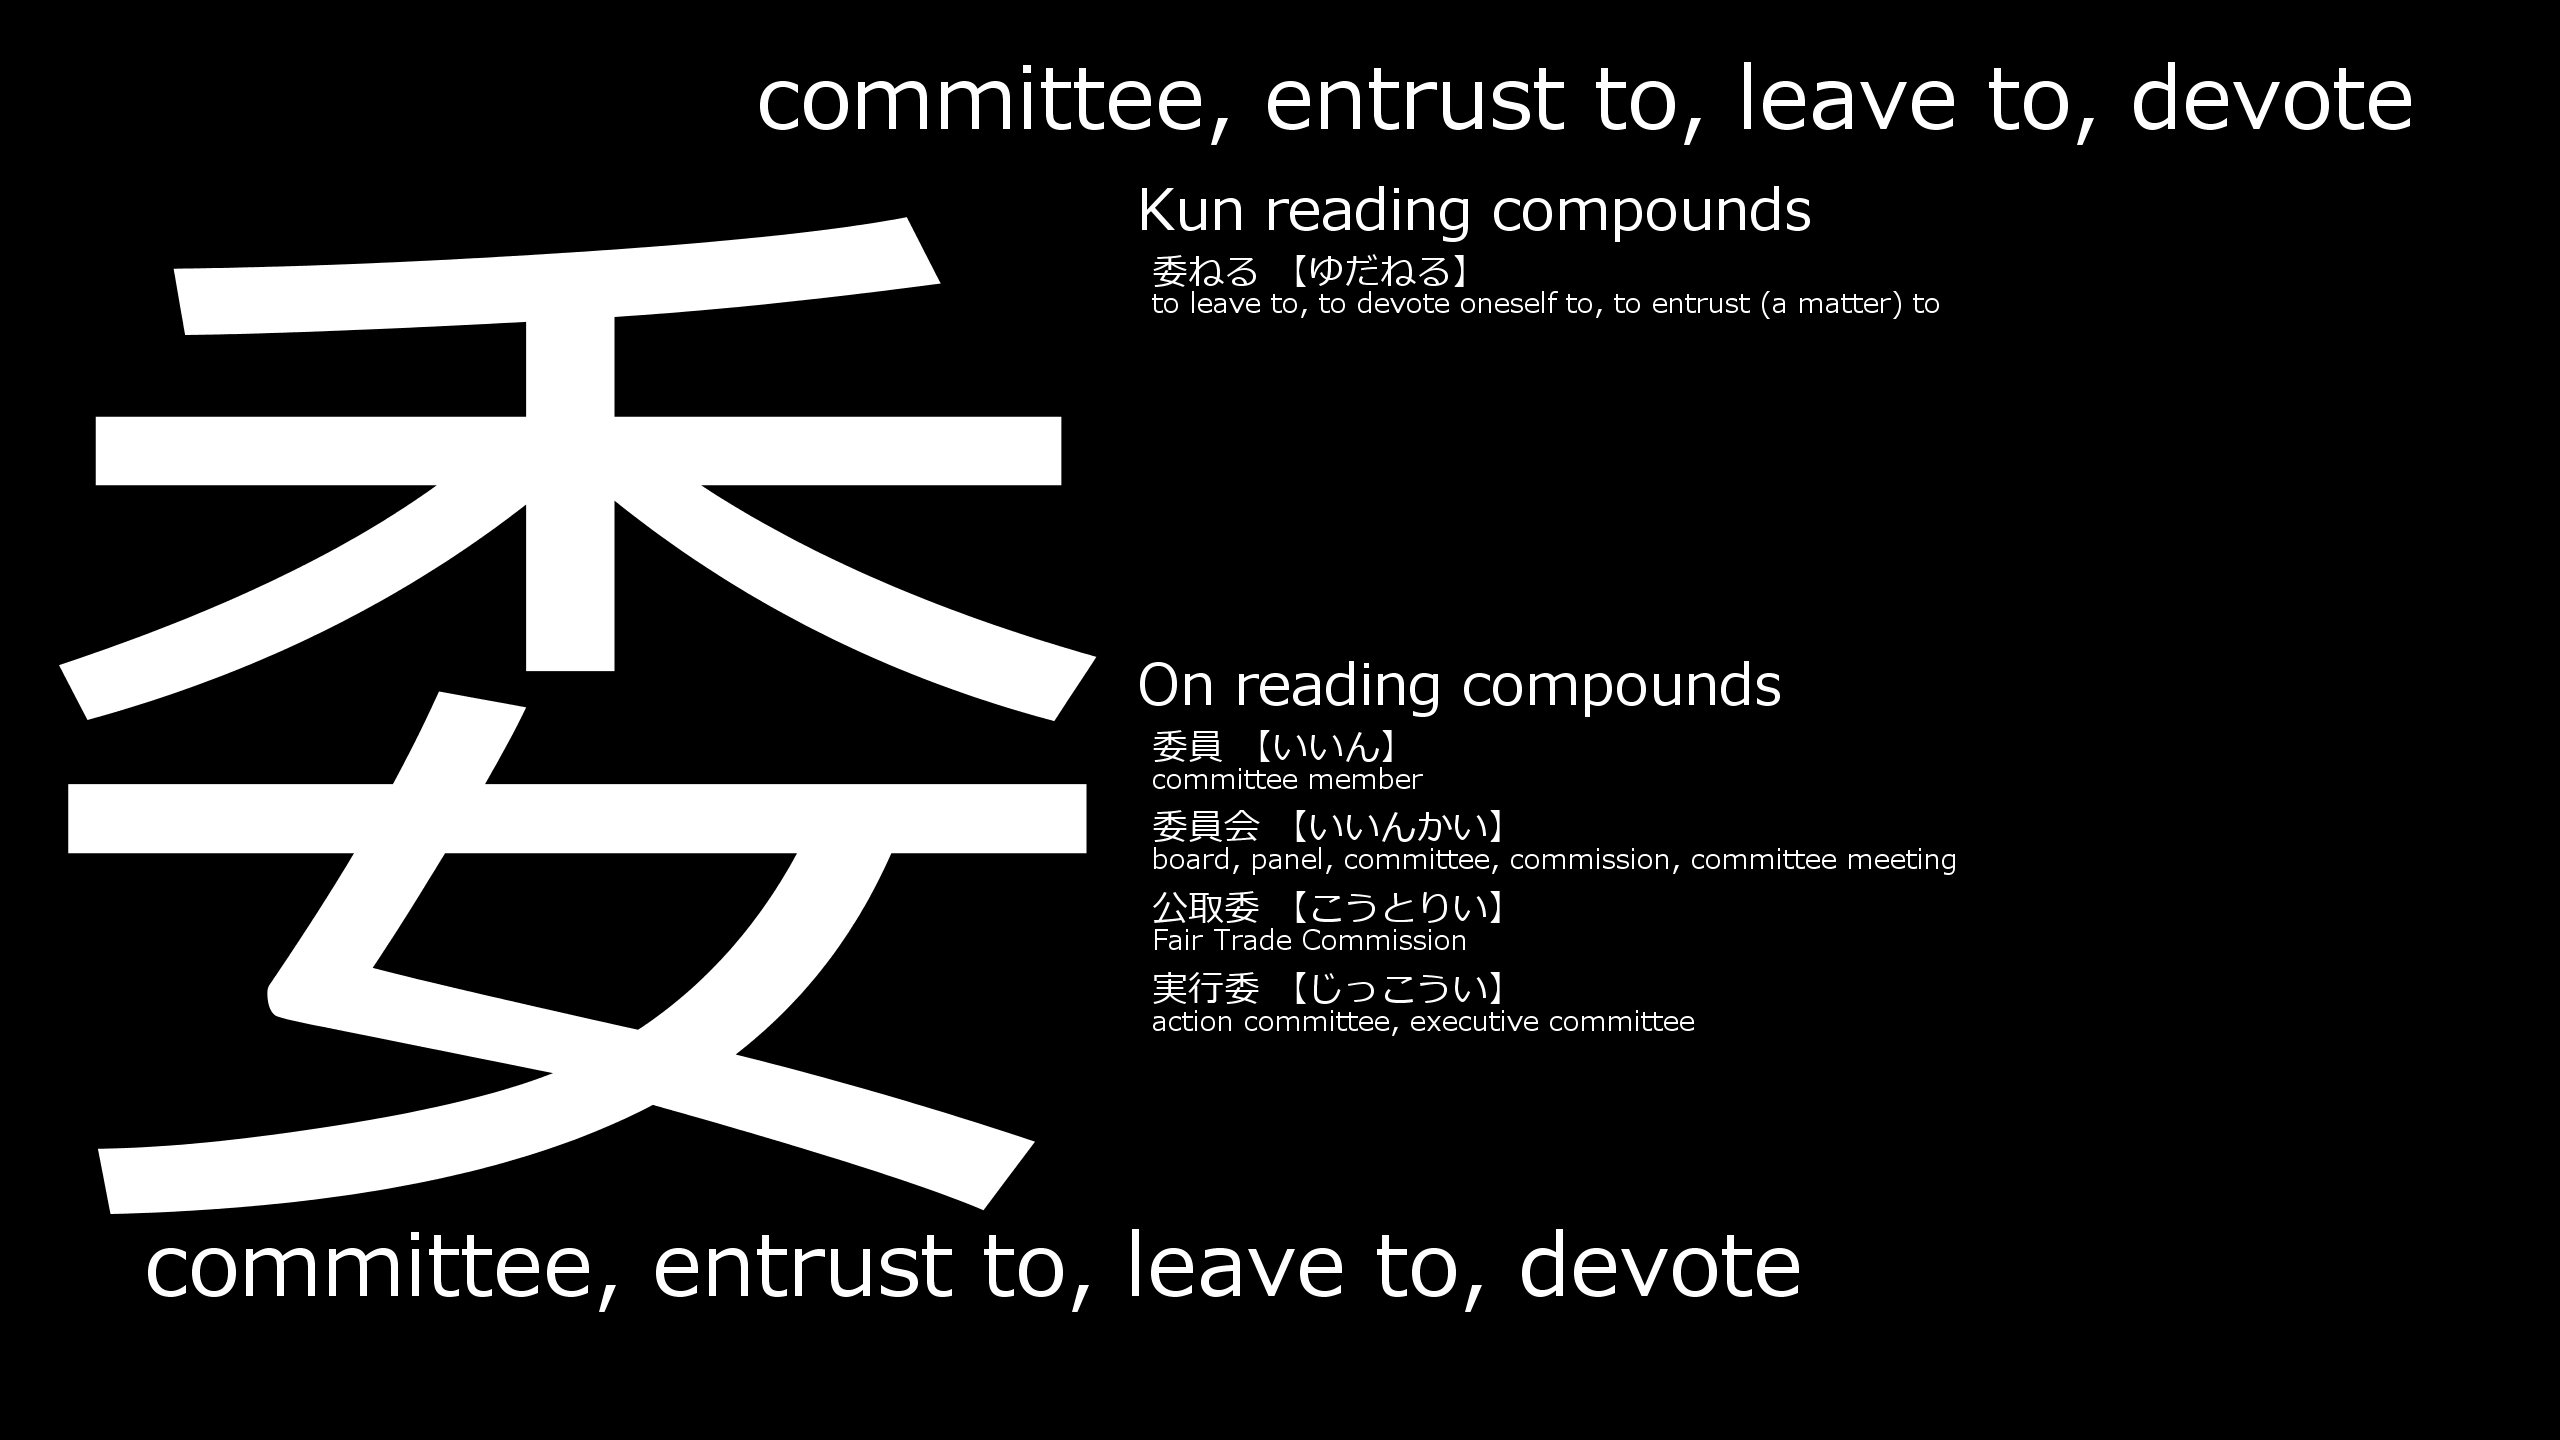 committee, entrust to, leave to, devote
委
Kun reading compounds
委ねる 【ゆだねる】
to leave to, to devote oneself to, to entrust (a matter) to
On reading compounds
委員 【いいん】
committee member
委員会 【いいんかい】
board, panel, committee, commission, committee meeting
公取委 【こうとりい】
Fair Trade Commission
実行委 【じっこうい】
action committee, executive committee
committee, entrust to, leave to, devote